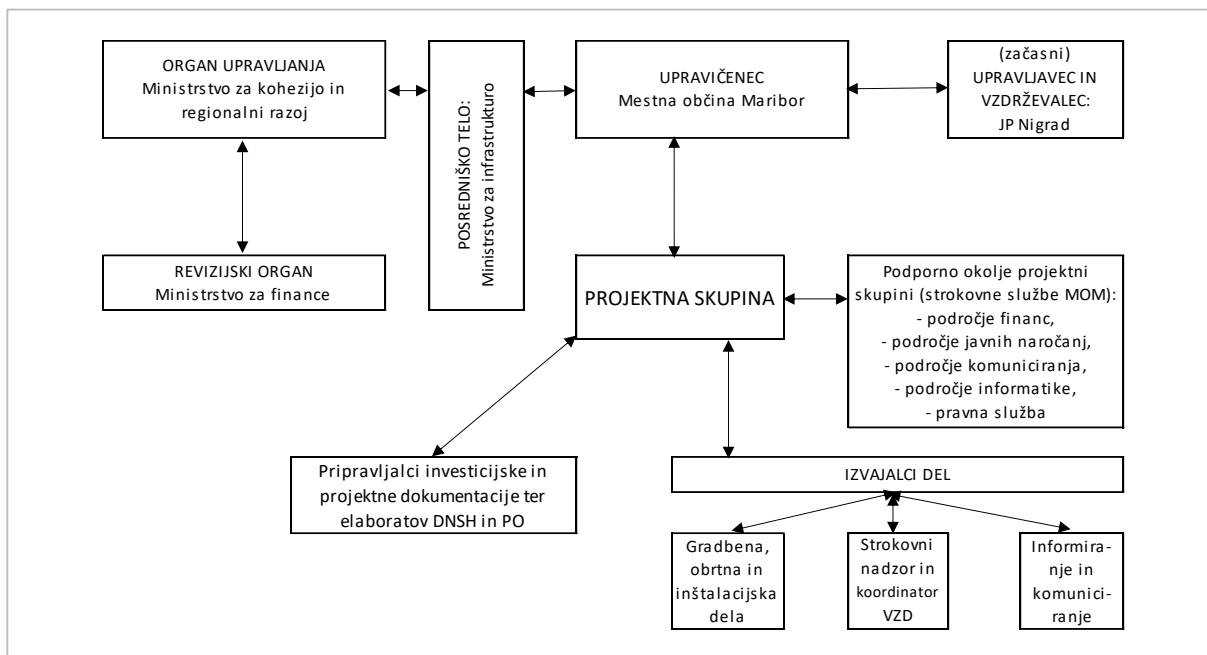 ORGAN UPRAVLJANJA
Ministrstvo za kohezijo in
regionalni razoj
POSREDNIŠKO TELO:
Ministrstvo za infrastrukturo
UPRAVIČENEC
Mestna občina Maribor
(začasni)
UPRAVLJAVEC IN
VZDRŽEVALEC:
JP Nigrad
REVIZIJSKI ORGAN
Ministrstvo za finance
PROJEKTNA SKUPINA
Podporno okolje projektni
skupini (strokovne službe MOM):
- področje financ,
- področje javnih naročanj,
- področje komuniciranja,
- področje informatike,
- pravna služba
Pripravljalci investicijske in
projektne dokumentacije ter
elaboratov DNSH in PO
IZVAJALCI DEL
Gradbena,
obrtna in
inštalacijska
dela
Strokovni
nadzor in
koordinator
VZD
Informira-
nje in
komunici-
ranje